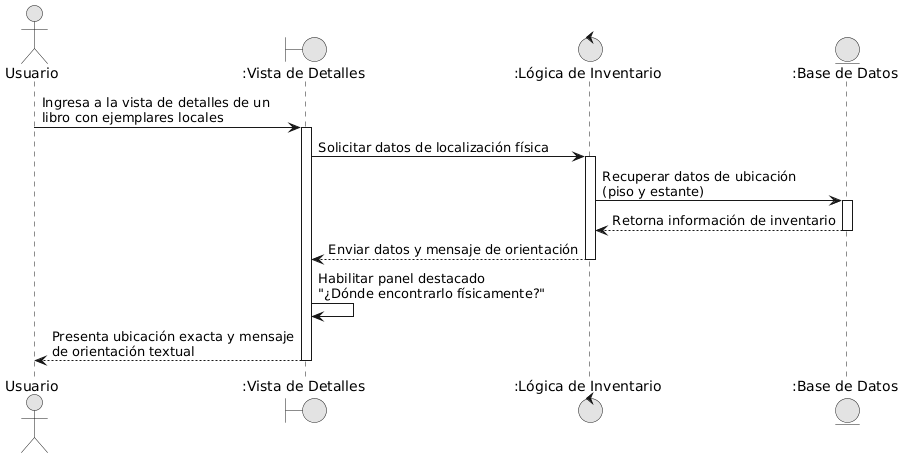 Usuario
:Vista de Detalles
:Lógica de Inventario
:Base de Datos
Ingresa a la vista de detalles de un
libro con ejemplares locales
Solicitar datos de localización física
Recuperar datos de ubicación
(piso y estante)
Retorna información de inventario
Enviar datos y mensaje de orientación
Habilitar panel destacado
"¿Dónde encontrarlo físicamente?"
Presenta ubicación exacta y mensaje
de orientación textual
Usuario
:Vista de Detalles
:Lógica de Inventario
:Base de Datos